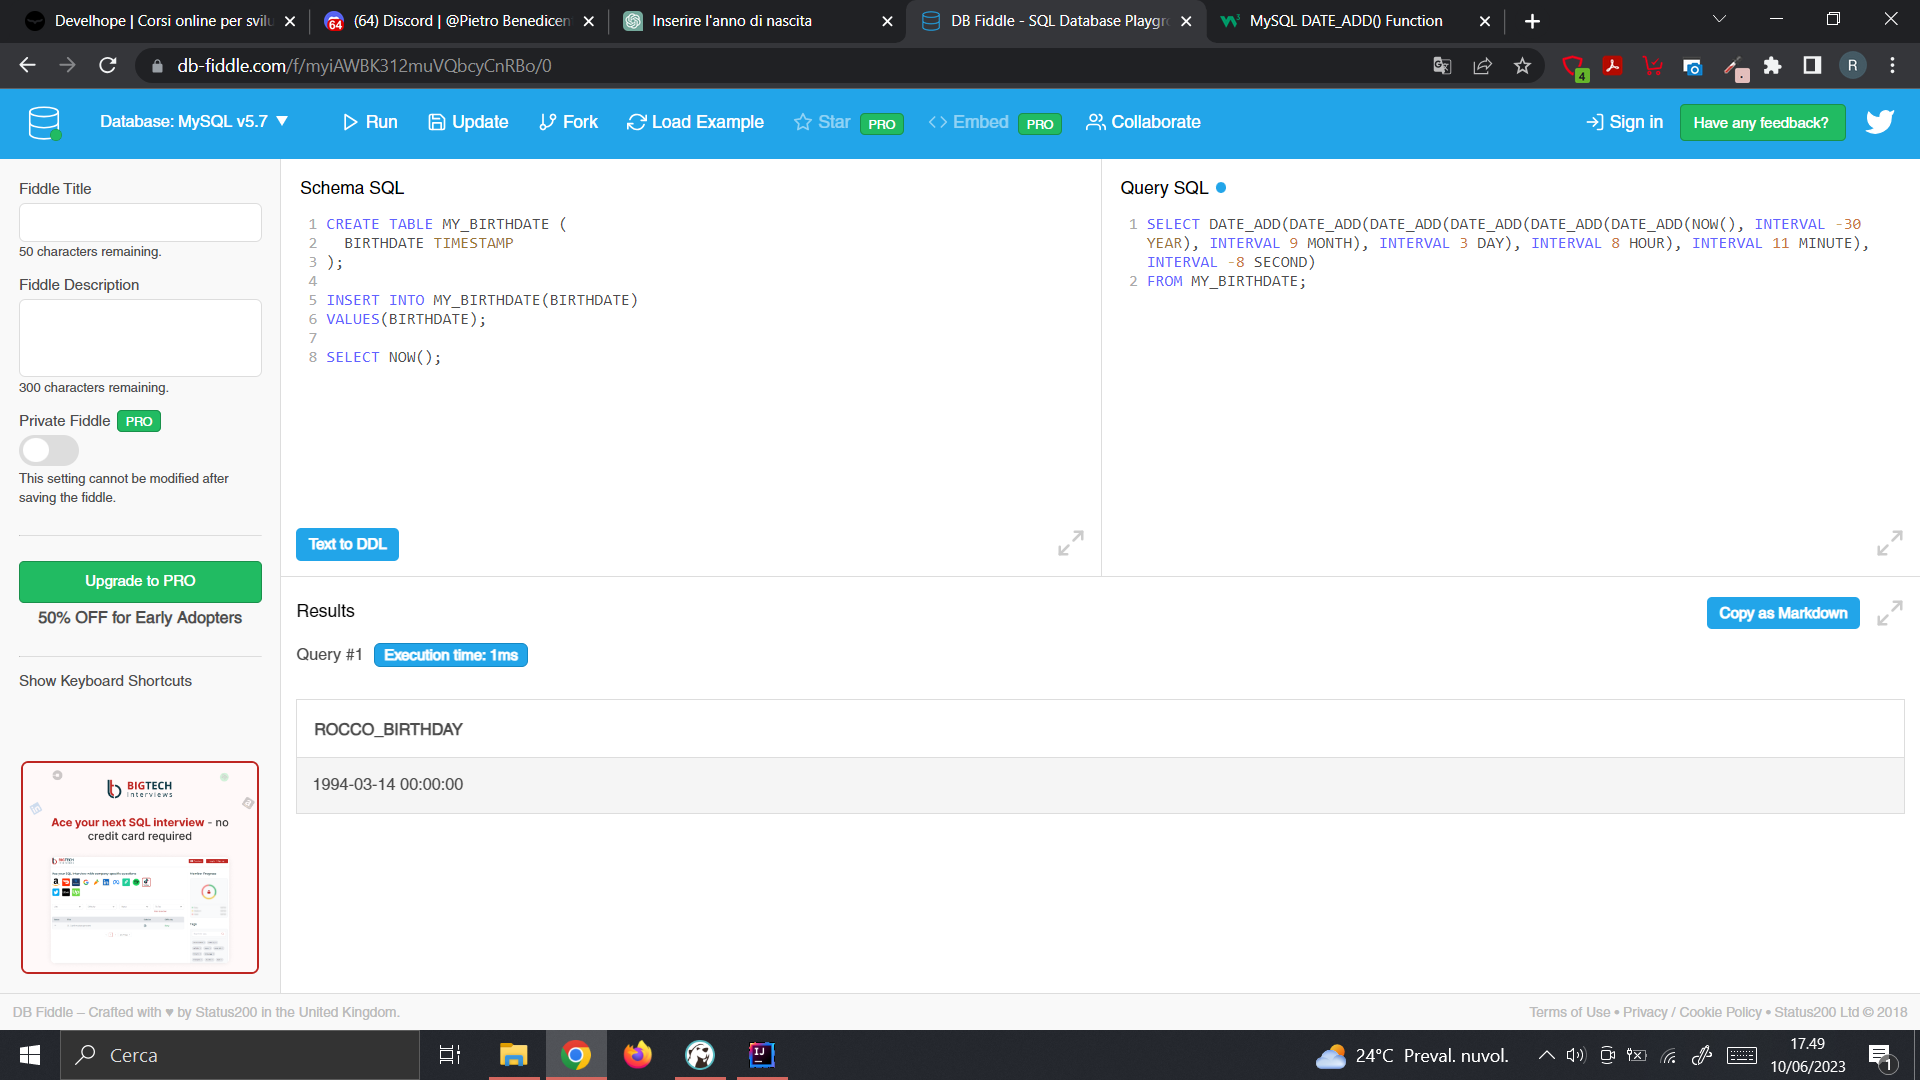 Develhope | Corsi online per svilu
(64) Discord | @Pietro Benedicen
Inserire l'anno di nascita
DB Fiddle - SQL Database Playgro
MySQL DATE_ADD() Function
db-fiddle.com/f/myiAWBK312muVQbcyCnRBo/0
4
R
Database: MySQL v5.7
Run
Update
Fork
Load Example
Star PRO
Embed PRO
Collaborate
Sign in
Have any feedback?
Fiddle Title
50 characters remaining.
Fiddle Description
300 characters remaining.
Private Fiddle PRO
This setting cannot be modified after
saving the fiddle.
Upgrade to PRO
50% OFF for Early Adopters
Show Keyboard Shortcuts
BIGTECH
Interviews
Ace your next SQL interview - no
credit card required
Schema SQL
1 CREATE TABLE MY_BIRTHDATE (
2 BIRTHDATE TIMESTAMP
3 );
4
5 INSERT INTO MY_BIRTHDATE(BIRTHDATE)
6 VALUES(BIRTHDATE);
7
8 SELECT NOW();
Text to DDL
Query SQL
1 SELECT DATE_ADD(DATE_ADD(DATE_ADD(DATE_ADD(DATE_ADD(DATE_ADD(NOW(), INTERVAL -30
YEAR), INTERVAL 9 MONTH), INTERVAL 3 DAY), INTERVAL 8 HOUR), INTERVAL 11 MINUTE),
INTERVAL -8 SECOND)
2 FROM MY_BIRTHDATE;
Results
Copy as Markdown
Query #1 Execution time: 1ms
ROCCO_BIRTHDAY
1994-03-14 00:00:00
DB Fiddle – Crafted with ♥ by Status200 in the United Kingdom.
Terms of Use • Privacy / Cookie Policy • Status200 Ltd © 2018
Cerca
24°C Preval. nuvol.
17.49
10/06/2023
1